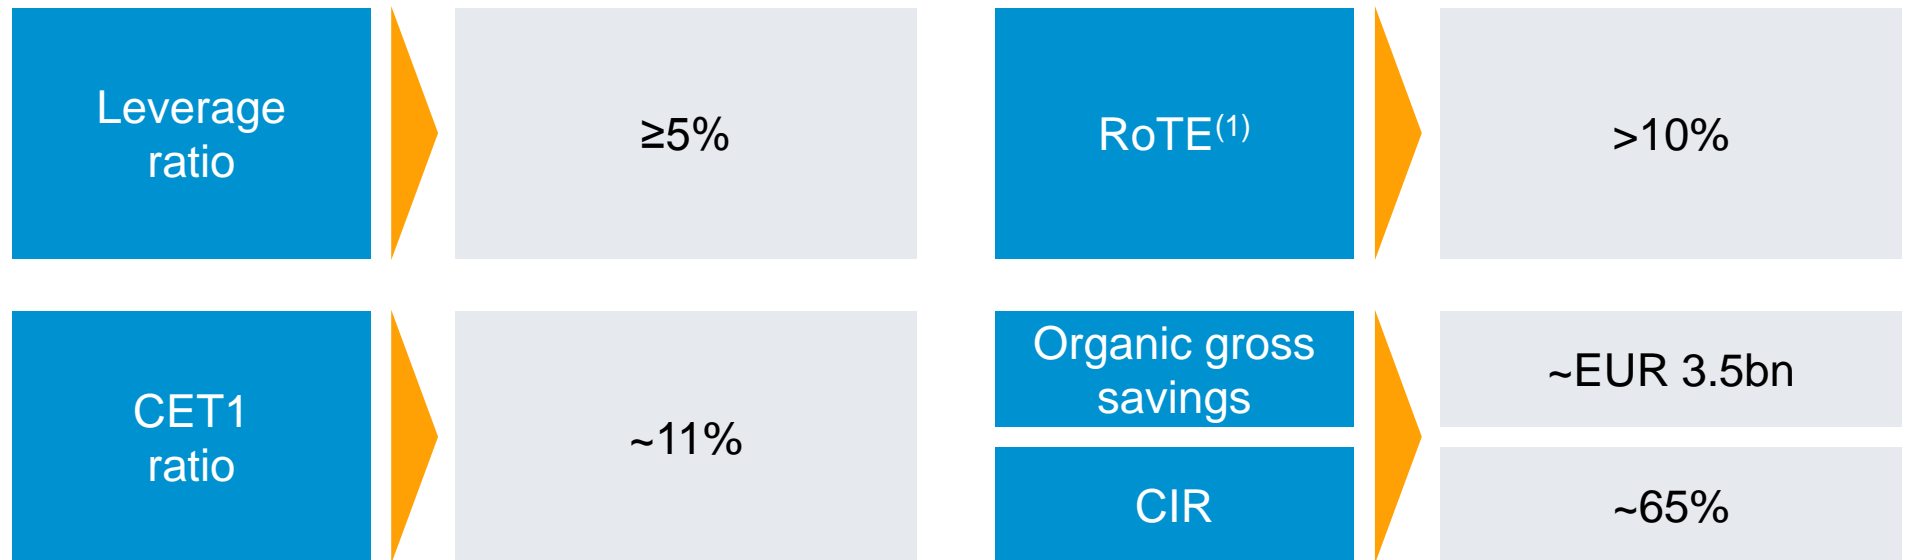 Leverage
ratio
≥5%
RoTE(1)
>10%
CET1
ratio
~11%
Organic gross
savings
~EUR 3.5bn
CIR
~65%